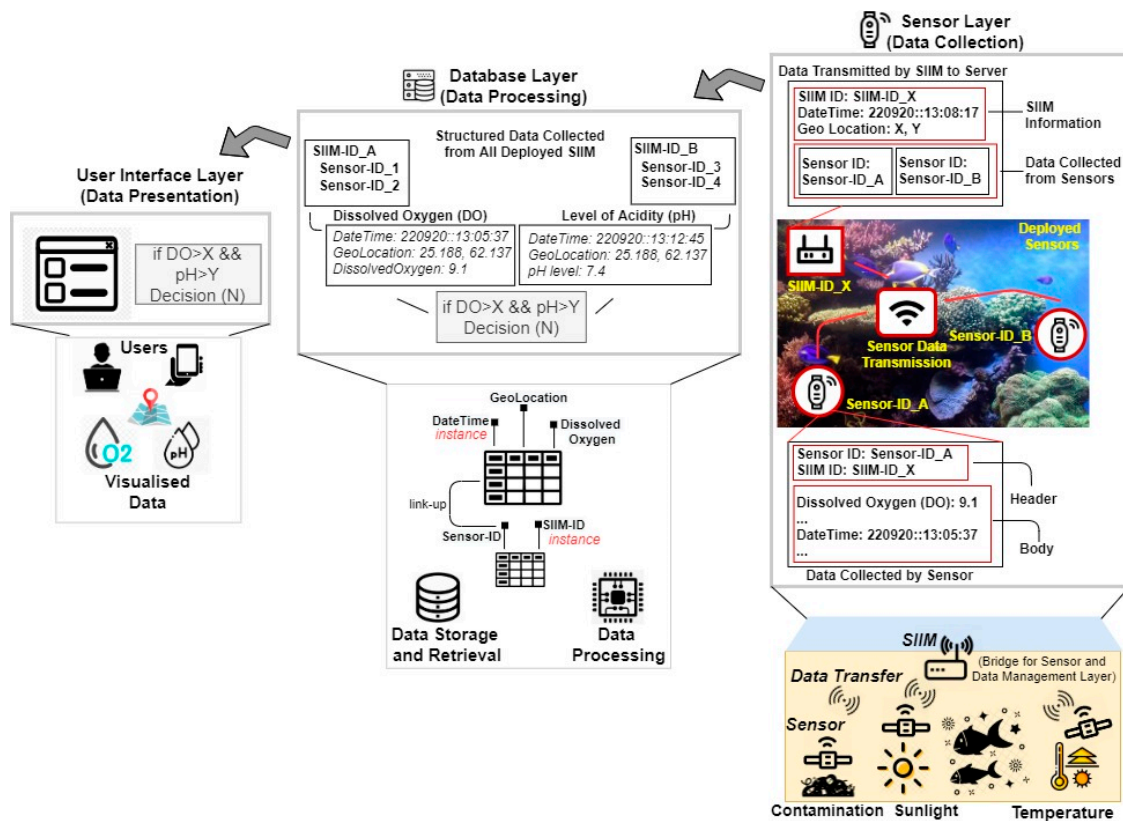 Sensor Layer
(Data Collection)
Data Transmitted by SIIM to Server
SIIM ID: SIIM-ID_X
DateTime: 220920::13:08:17
Geo Location: X, Y
SIIM
Information
Sensor ID:
Sensor-ID_A
Sensor ID:
Sensor-ID_B
Data Collected
from Sensors
Deployed
Sensors
SIIM-ID_X
Sensor Data
Transmission
Sensor-ID_B
Sensor-ID_A
Sensor ID: Sensor-ID_A
SIIM ID: SIIM-ID_X
Header
Dissolved Oxygen (DO): 9.1
...
DateTime: 220920::13:05:37
...
Body
Data Collected by Sensor
SIIM
(Bridge for Sensor and
Data Management Layer)
Data Transfer
Sensor
Contamination
Sunlight
Temperature
Database Layer
(Data Processing)
Structured Data Collected
from All Deployed SIIM
SIIM-ID_A
Sensor-ID_1
Sensor-ID_2
SIIM-ID_B
Sensor-ID_3
Sensor-ID_4
Dissolved Oxygen (DO)
DateTime: 220920::13:05:37
GeoLocation: 25.188, 62.137
DissolvedOxygen: 9.1
Level of Acidity (pH)
DateTime: 220920::13:12:45
GeoLocation: 25.188, 62.137
pH level: 7.4
if DO>X && pH>Y
Decision (N)
GeoLocation
DateTime
instance
Dissolved
Oxygen
link-up
Sensor-ID
SIIM-ID
instance
Data Storage
and Retrieval
Data
Processing
User Interface Layer
(Data Presentation)
if DO>X &&
pH>Y
Decision (N)
Users
O2
pH
Visualised
Data